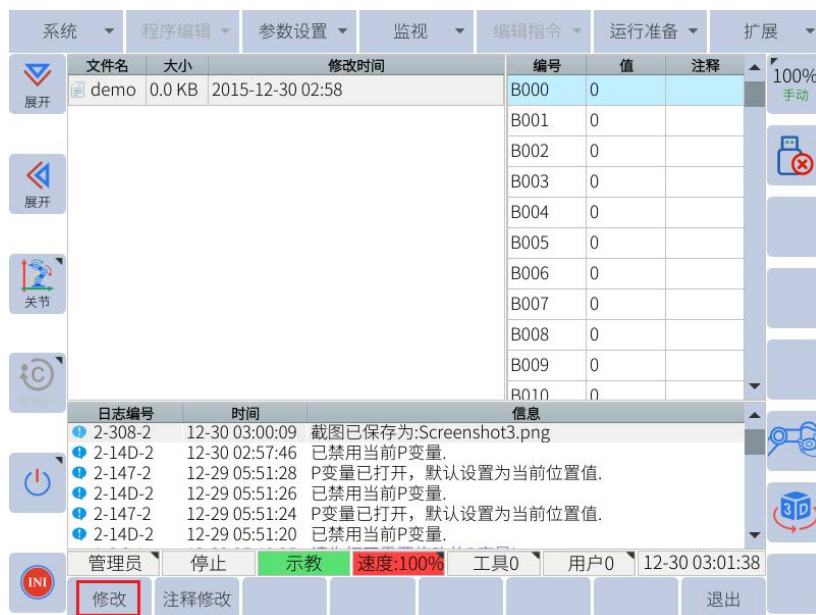 系统 程序编辑 参数设置 监视 编辑指令 运行准备 扩展
文件名 大小 修改时间 编号 值 注释
demo 0.0 KB 2015-12-30 02:58 B000 0
B001 0
B002 0
B003 0
B004 0
B005 0
B006 0
B007 0
B008 0
B009 0
B010 0
展开
展开
关节
100%
手动
日志编号 时间 信息
2-308-2 12-30 03:00:09 截图已保存为:Screenshot3.png
2-14D-2 12-30 02:57:46 已禁用当前P变量.
2-147-2 12-29 05:51:28 P变量已打开，默认设置为当前位置值.
2-14D-2 12-29 05:51:26 已禁用当前P变量.
2-147-2 12-29 05:51:24 P变量已打开，默认设置为当前位置值.
2-14D-2 12-29 05:51:20 已禁用当前P变量.
管理员 停止 示教 速度:100% 工具0 用户0 12-30 03:01:38
C
3D
INI
修改 注释修改 退出